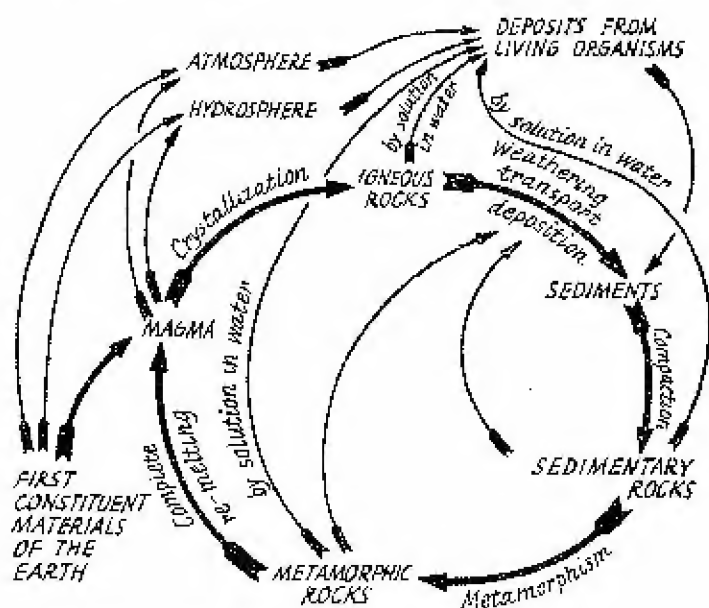 DEPOSITS FROM
LIVING ORGANISMS
ATMOSPHERE
HYDROSPHERE
by solution
in water
by solution in water
IGNEOUS
ROCKS
Weathering
transpart
deposition
Crystallization
SEDIMENTS
MAGMA
Compaction
by solution in water
Compiate
re-melting
SEDIMENTARY
ROCKS
FIRST
CONSTITUENT
MATERIALS
OF THE
EARTH
METAMORPHIC
ROCKS
Metamorphism